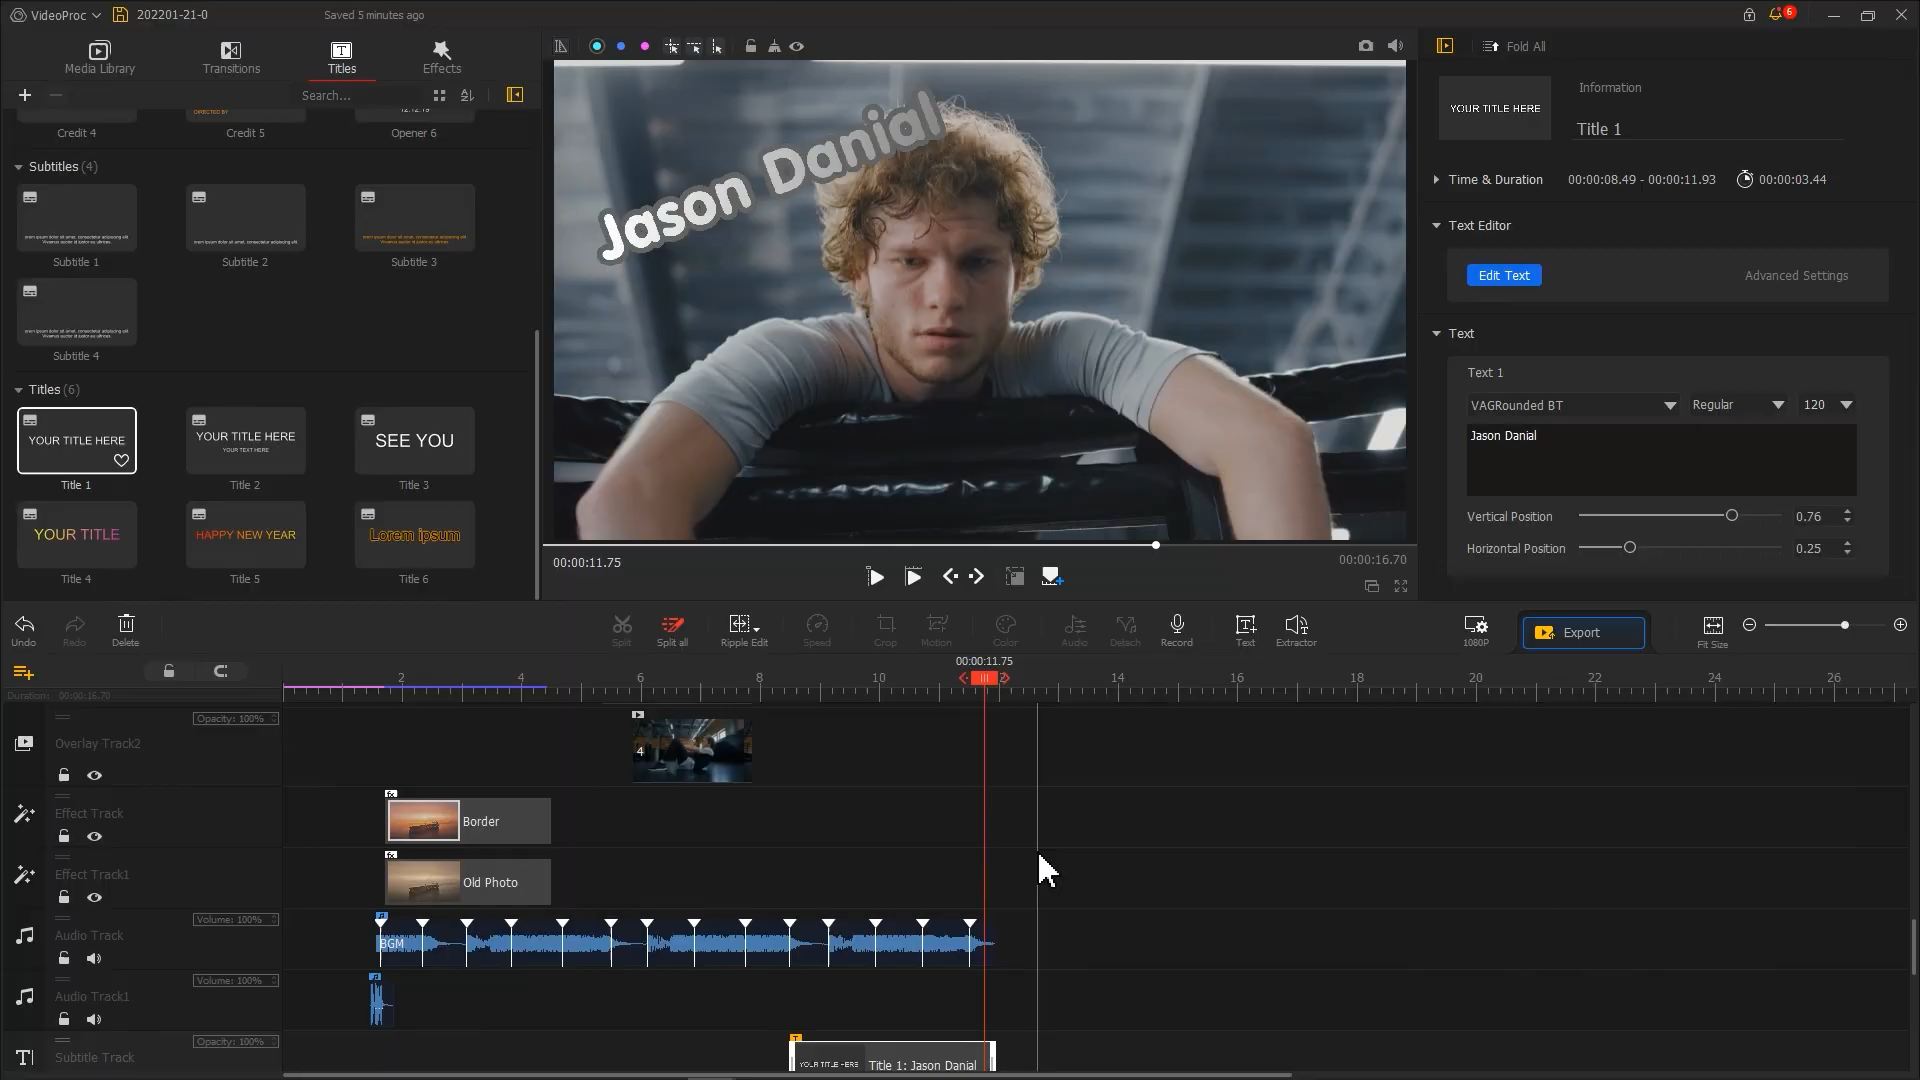 VideoProc
202201-21-0
Saved 5 minutes ago
6
Media Library
Transitions
Titles
Effects
Search...
DIRECTED BY
12.12.19
Credit 4
Credit 5
Opener 6
Subtitles (4)
Subtitle 1
Subtitle 2
Subtitle 3
Subtitle 4
Titles (6)
YOUR TITLE HERE
YOUR TITLE HERE
YOUR TEXT HERE
SEE YOU
Title 1
Title 2
Title 3
YOUR TITLE
HAPPY NEW YEAR
Lorem ipsum
Title 4
Title 5
Title 6
Jason Danial
00:00:11.75
00:00:16.70
Fold All
YOUR TITLE HERE
Information
Title 1
Time & Duration
00:00:08.49 - 00:00:11.93
00:00:03.44
Text Editor
Edit Text
Advanced Settings
Text
Text 1
VAGRounded BT
Regular
120
Jason Danial
Vertical Position
0.76
Horizontal Position
0.25
Undo
Redo
Delete
Split
Split all
Ripple Edit
Speed
Crop
Motion
Color
Audio
Detach
Record
Text
Extractor
1080P
Export
Fit Size
Duration: 00:00:16.70
00:00:11.75
2
4
6
8
10
14
16
18
20
22
24
26
Opacity: 100%
Overlay Track2
4
Effect Track
fx
Border
Effect Track1
fx
Old Photo
Volume: 100%
Audio Track
BGM
Volume: 100%
Audio Track1
Opacity: 100%
Subtitle Track
YOUR TITLE HERE
Title 1: Jason Danial